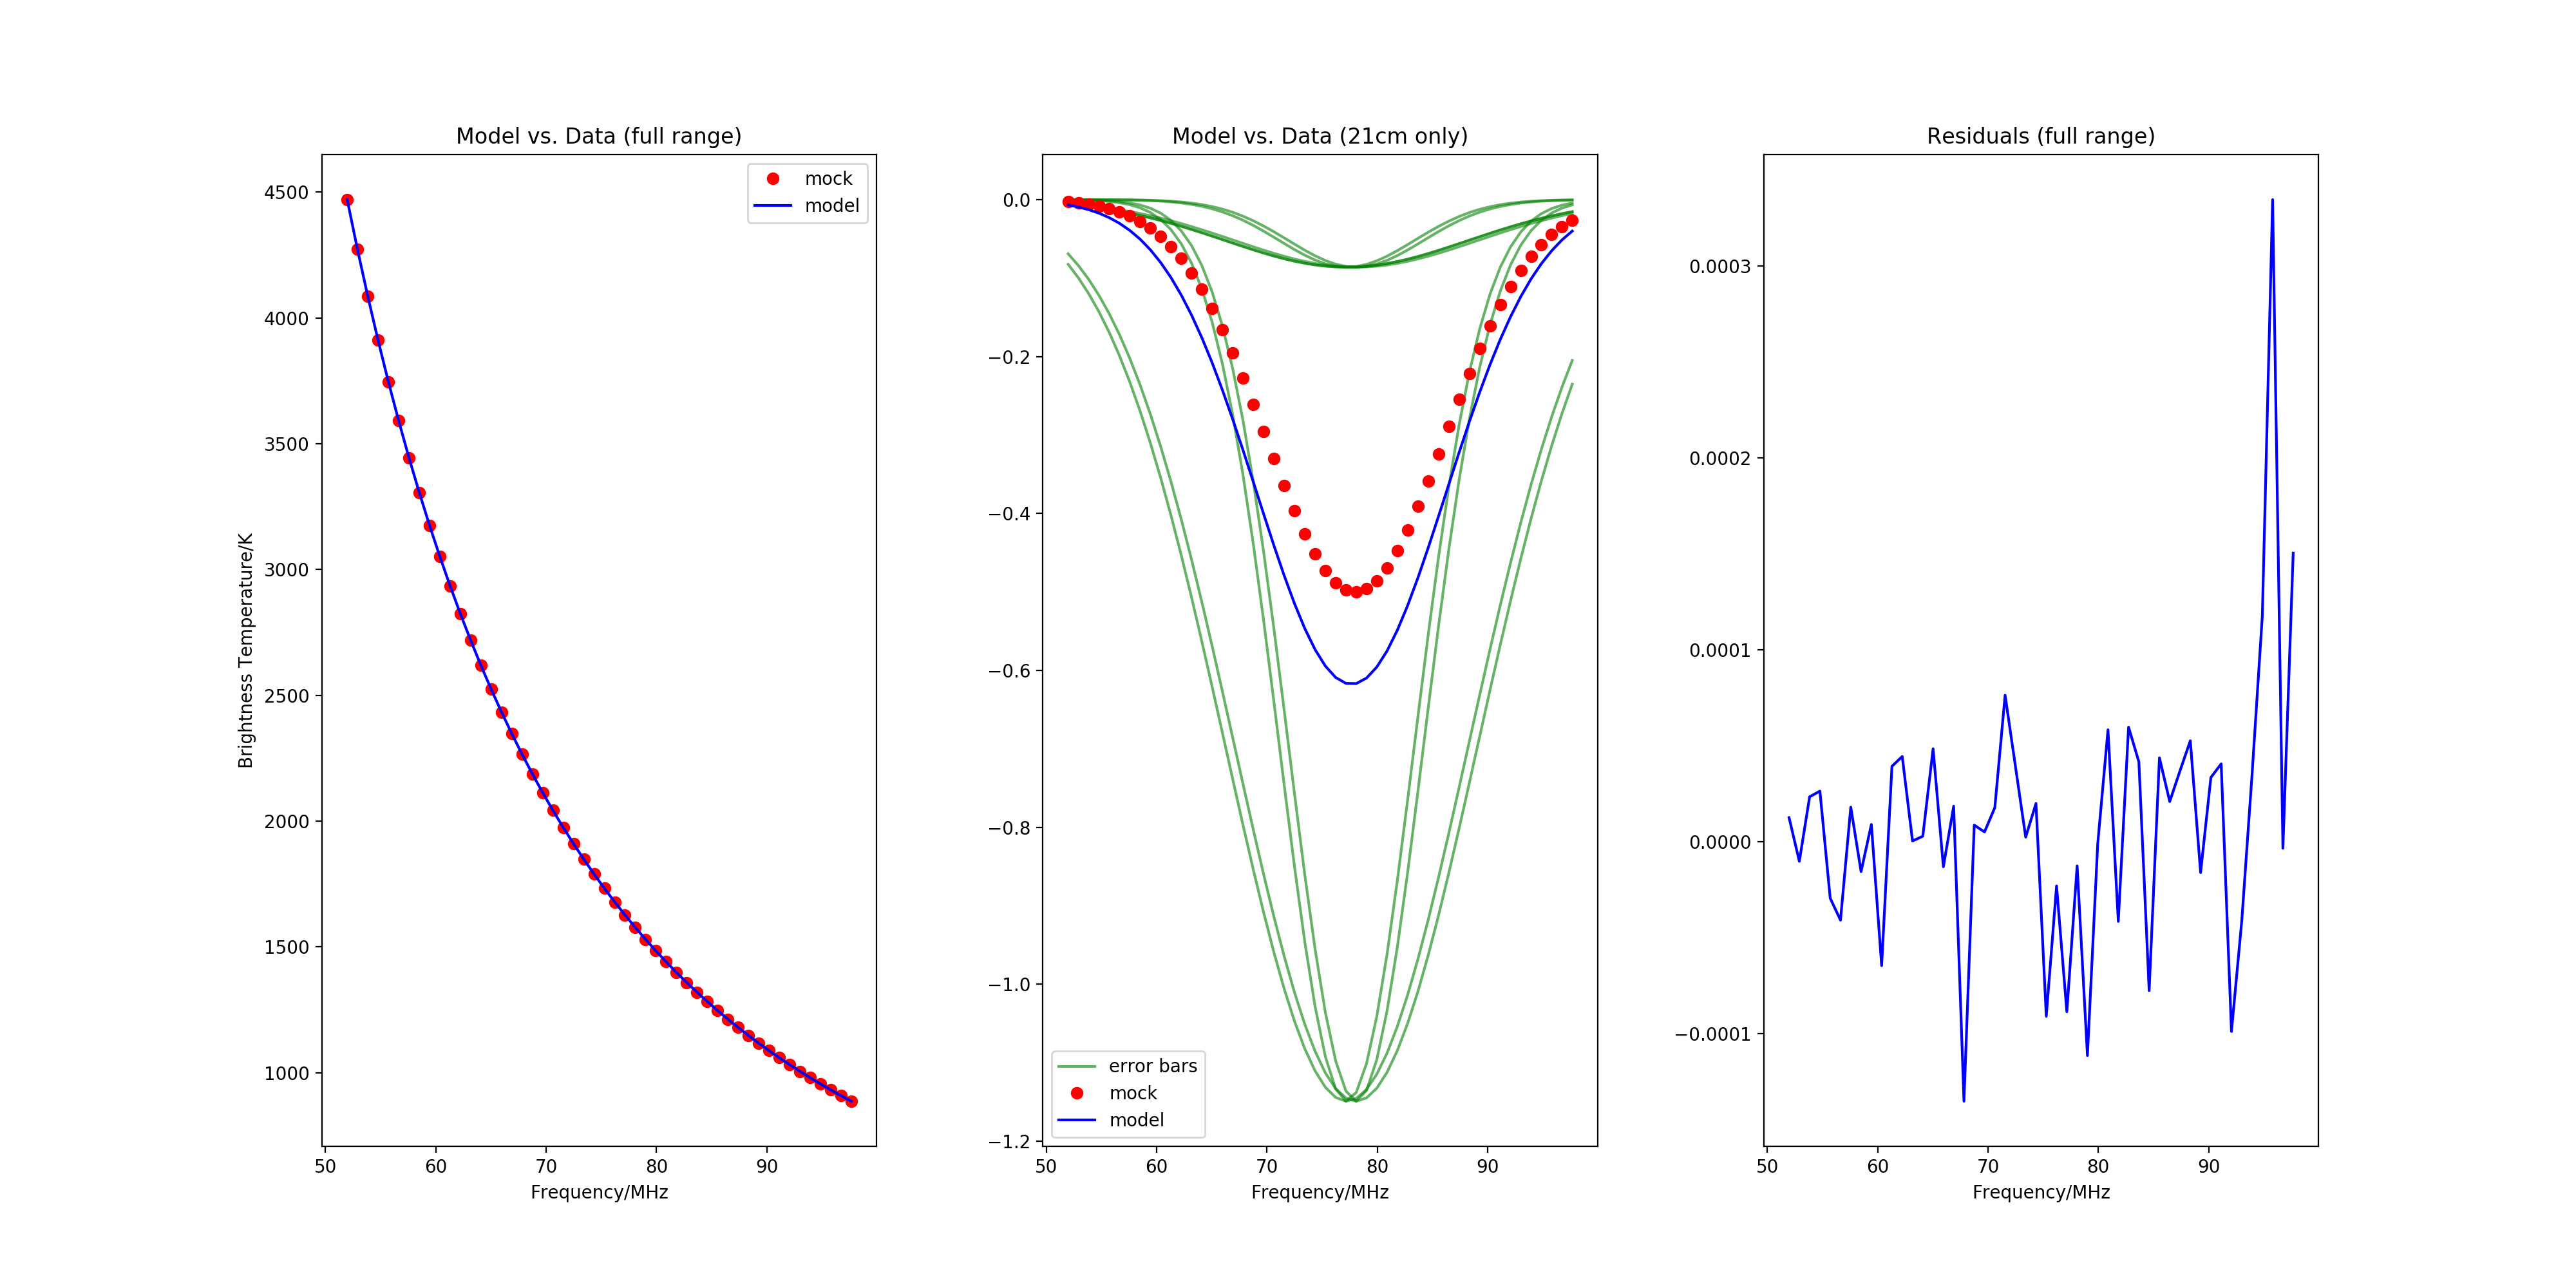 Model vs. Data (full range)
mock
model
4500
4000
3500
3000
2500
2000
1500
1000
Brightness Temperature/K
50 60 70 80 90
Frequency/MHz
Model vs. Data (21cm only)
0.0
−0.2
−0.4
−0.6
−0.8
−1.0
−1.2
error bars
mock
model
50 60 70 80 90
Frequency/MHz
Residuals (full range)
0.0003
0.0002
0.0001
0.0000
−0.0001
50 60 70 80 90
Frequency/MHz